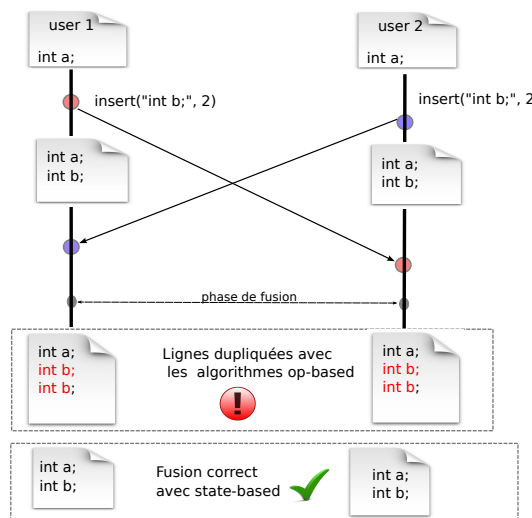 user 1
user 2
int a;
int a;
insert("int b;", 2)
insert("int b;", 2
int a;
int b;
int a;
int b;
phase de fusion
int a;
int b;
int b;
Lignes dupliquées avec
les algorithmes op-based
int a;
int b;
int b;
int a;
int b;
Fusion correct
avec state-based
int a;
int b;